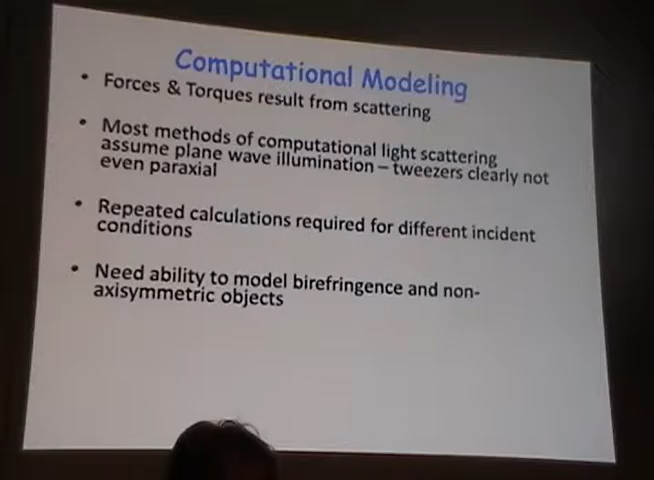 Computational Modeling
• Forces & Torques result from scattering
• Most methods of computational light scattering
assume plane wave illumination – tweezers clearly not
even paraxial
• Repeated calculations required for different incident
conditions
• Need ability to model birefringence and non-
axisymmetric objects